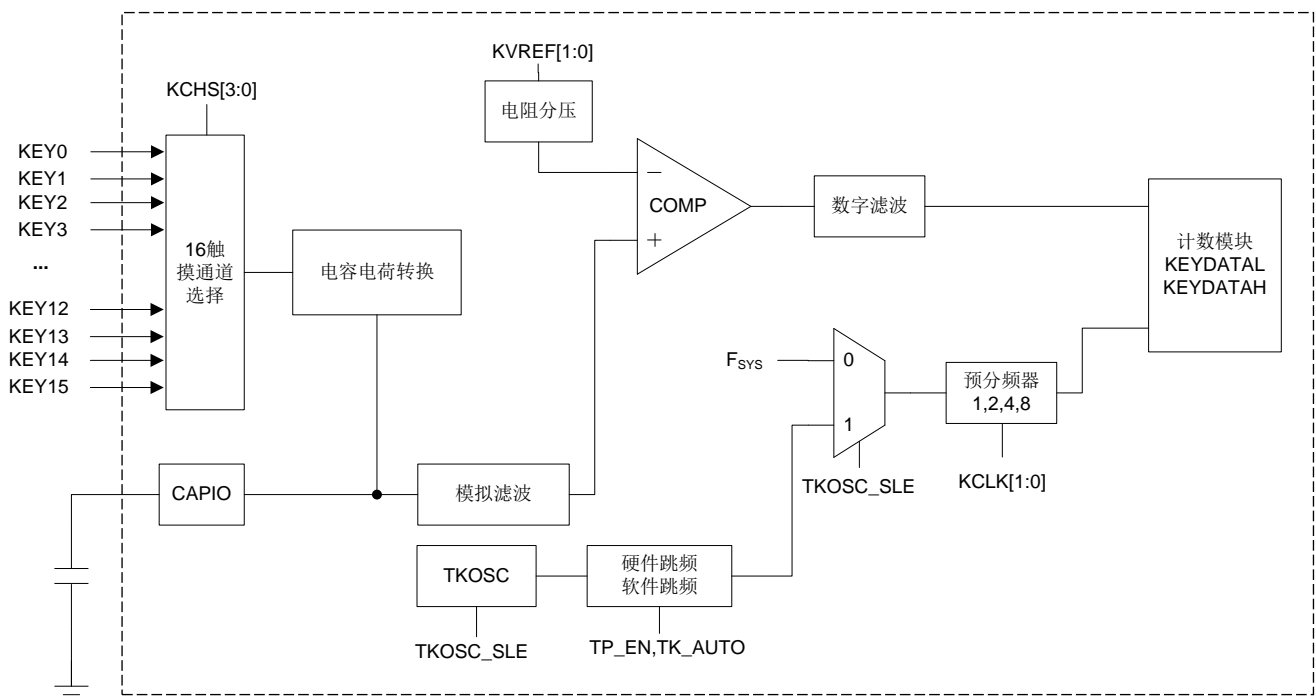 KVREF[1:0]
KCHS[3:0]
电阻分压
KEY0
KEY1
KEY2
KEY3
...
KEY12
KEY13
KEY14
KEY15
16触
摸通道
选择
电容电荷转换
−
COMP
+
数字滤波
计数模块
KEYDATAL
KEYDATAH
FSYS
0
1
预分频器
1,2,4,8
TKOSC_SLE
KCLK[1:0]
CAPIO
模拟滤波
TKOSC
硬件跳频
软件跳频
TKOSC_SLE
TP_EN,TK_AUTO